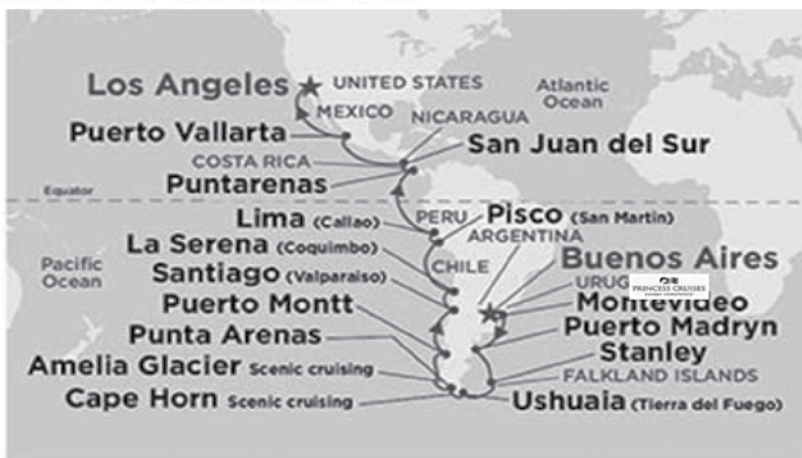 Los Angeles
UNITED STATES
Atlantic
Ocean
MEXICO
NICARAGUA
Puerto Vallarta
San Juan del Sur
COSTA RICA
Puntarenas
Equator
Lima (Callao)
PERU
Pisco (San Martin)
ARGENTINA
La Serena (Coquimbo)
Pacific
Ocean
CHILE
Buenos Aires
Santiago (Valparaiso)
URUG
PRINCESS CRUISES
Montevideo
Puerto Montt
Puerto Madryn
Punta Arenas
Stanley
Amelia Glacier Scenic cruising
FALKLAND ISLANDS
Cape Horn Scenic cruising
Ushuaia (Tierra del Fuego)